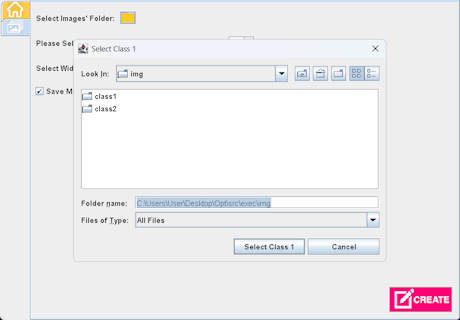 Select Images' Folder:
Please Sel
Select Wid
Save M
Select Class 1
Look In:
img
class1
class2
Folder name:
C:\Users\User\Desktop\Opt\src\exec\img
Files of Type:
All Files
Select Class 1
Cancel
CREATE